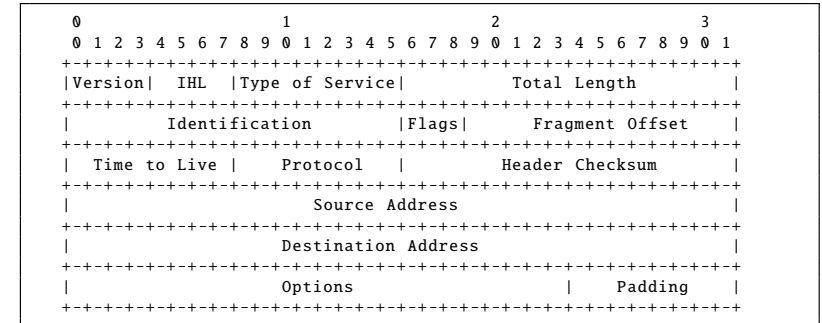 0                   1                   2                   3
0 1 2 3 4 5 6 7 8 9 0 1 2 3 4 5 6 7 8 9 0 1 2 3 4 5 6 7 8 9 0 1
+-+-+-+-+-+-+-+-+-+-+-+-+-+-+-+-+-+-+-+-+-+-+-+-+-+-+-+-+-+-+-+-+
|Version|  IHL  |Type of Service|          Total Length         |
+-+-+-+-+-+-+-+-+-+-+-+-+-+-+-+-+-+-+-+-+-+-+-+-+-+-+-+-+-+-+-+-+
|         Identification        |Flags|      Fragment Offset    |
+-+-+-+-+-+-+-+-+-+-+-+-+-+-+-+-+-+-+-+-+-+-+-+-+-+-+-+-+-+-+-+-+
|  Time to Live |    Protocol   |         Header Checksum       |
+-+-+-+-+-+-+-+-+-+-+-+-+-+-+-+-+-+-+-+-+-+-+-+-+-+-+-+-+-+-+-+-+
|                       Source Address                          |
+-+-+-+-+-+-+-+-+-+-+-+-+-+-+-+-+-+-+-+-+-+-+-+-+-+-+-+-+-+-+-+-+
|                    Destination Address                        |
+-+-+-+-+-+-+-+-+-+-+-+-+-+-+-+-+-+-+-+-+-+-+-+-+-+-+-+-+-+-+-+-+
|                    Options                    |    Padding    |
+-+-+-+-+-+-+-+-+-+-+-+-+-+-+-+-+-+-+-+-+-+-+-+-+-+-+-+-+-+-+-+-+